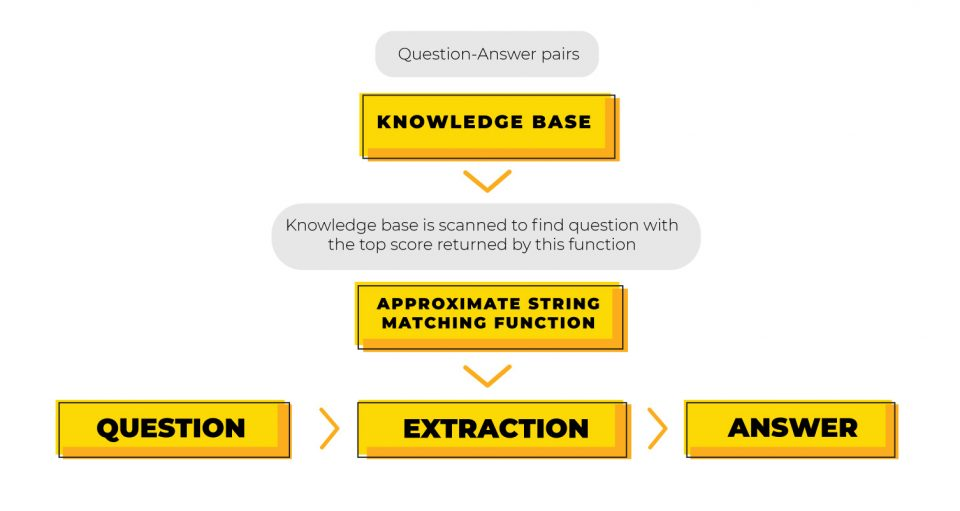 Question-Answer pairs
KNOWLEDGE BASE
Knowledge base is scanned to find question with
the top score returned by this function
APPROXIMATE STRING
MATCHING FUNCTION
QUESTION
EXTRACTION
ANSWER